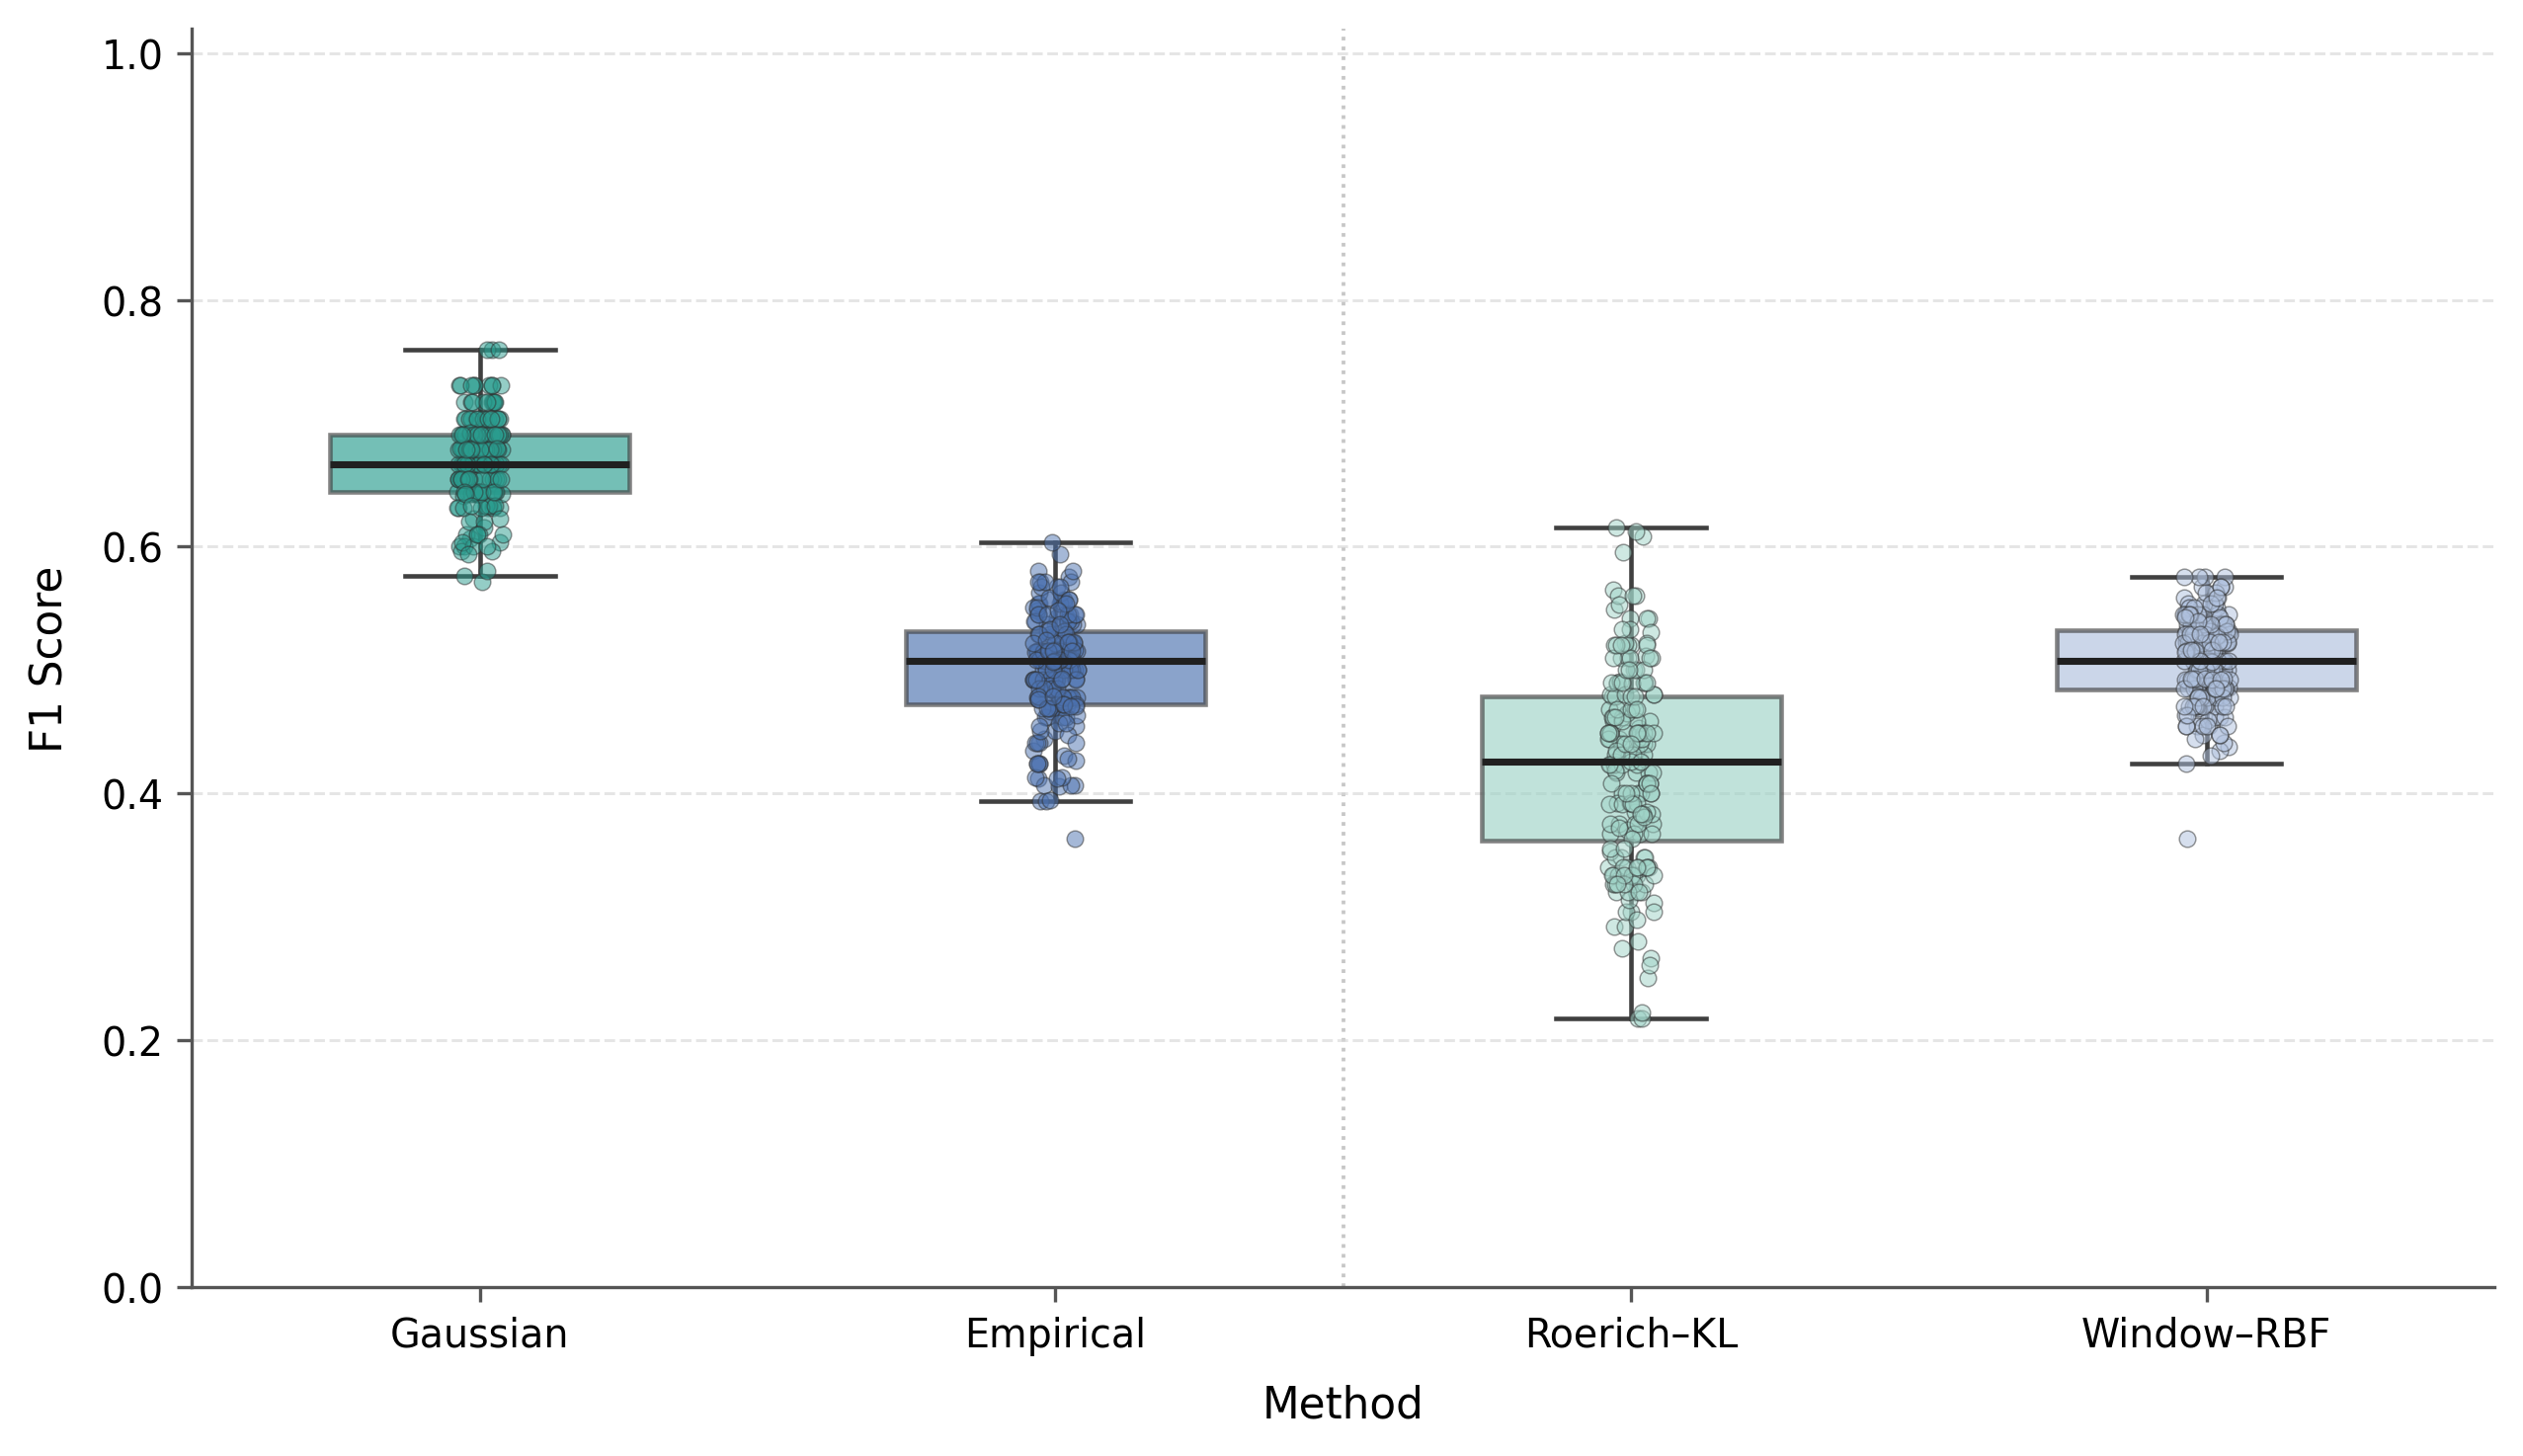 1.0
0.8
0.6
0.4
0.2
0.0
F1 Score
Gaussian
Empirical
Roerich–KL
Window–RBF
Method